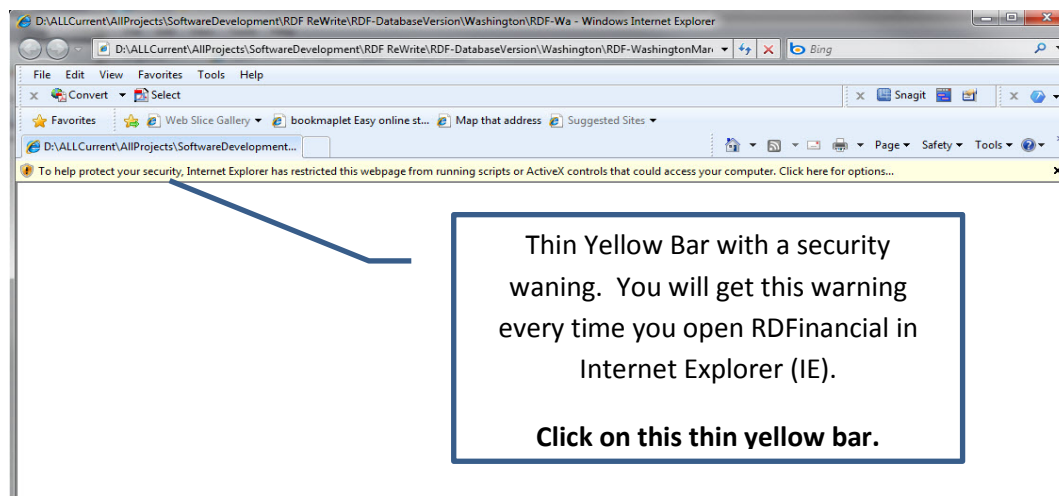 D:\ALLCurrent\AllProjects\SoftwareDevelopment\RDF ReWrite\RDF-DatabaseVersion\Washington\RDF-Wa - Windows Internet Explorer
D:\ALLCurrent\AllProjects\SoftwareDevelopment\RDF ReWrite\RDF-DatabaseVersion\Washington\RDF-WashingtonMar Bing
File Edit View Favorites Tools Help
x Convert Select x Snagit x
Favorites Web Slice Gallery bookmaplet Easy online st... Map that address Suggested Sites
D:\ALLCurrent\AllProjects\SoftwareDevelopment... Page Safety Tools
To help protect your security, Internet Explorer has restricted this webpage from running scripts or ActiveX controls that could access your computer. Click here for options... x
Thin Yellow Bar with a security
waning. You will get this warning
every time you open RDFinancial in
Internet Explorer (IE).
Click on this thin yellow bar.